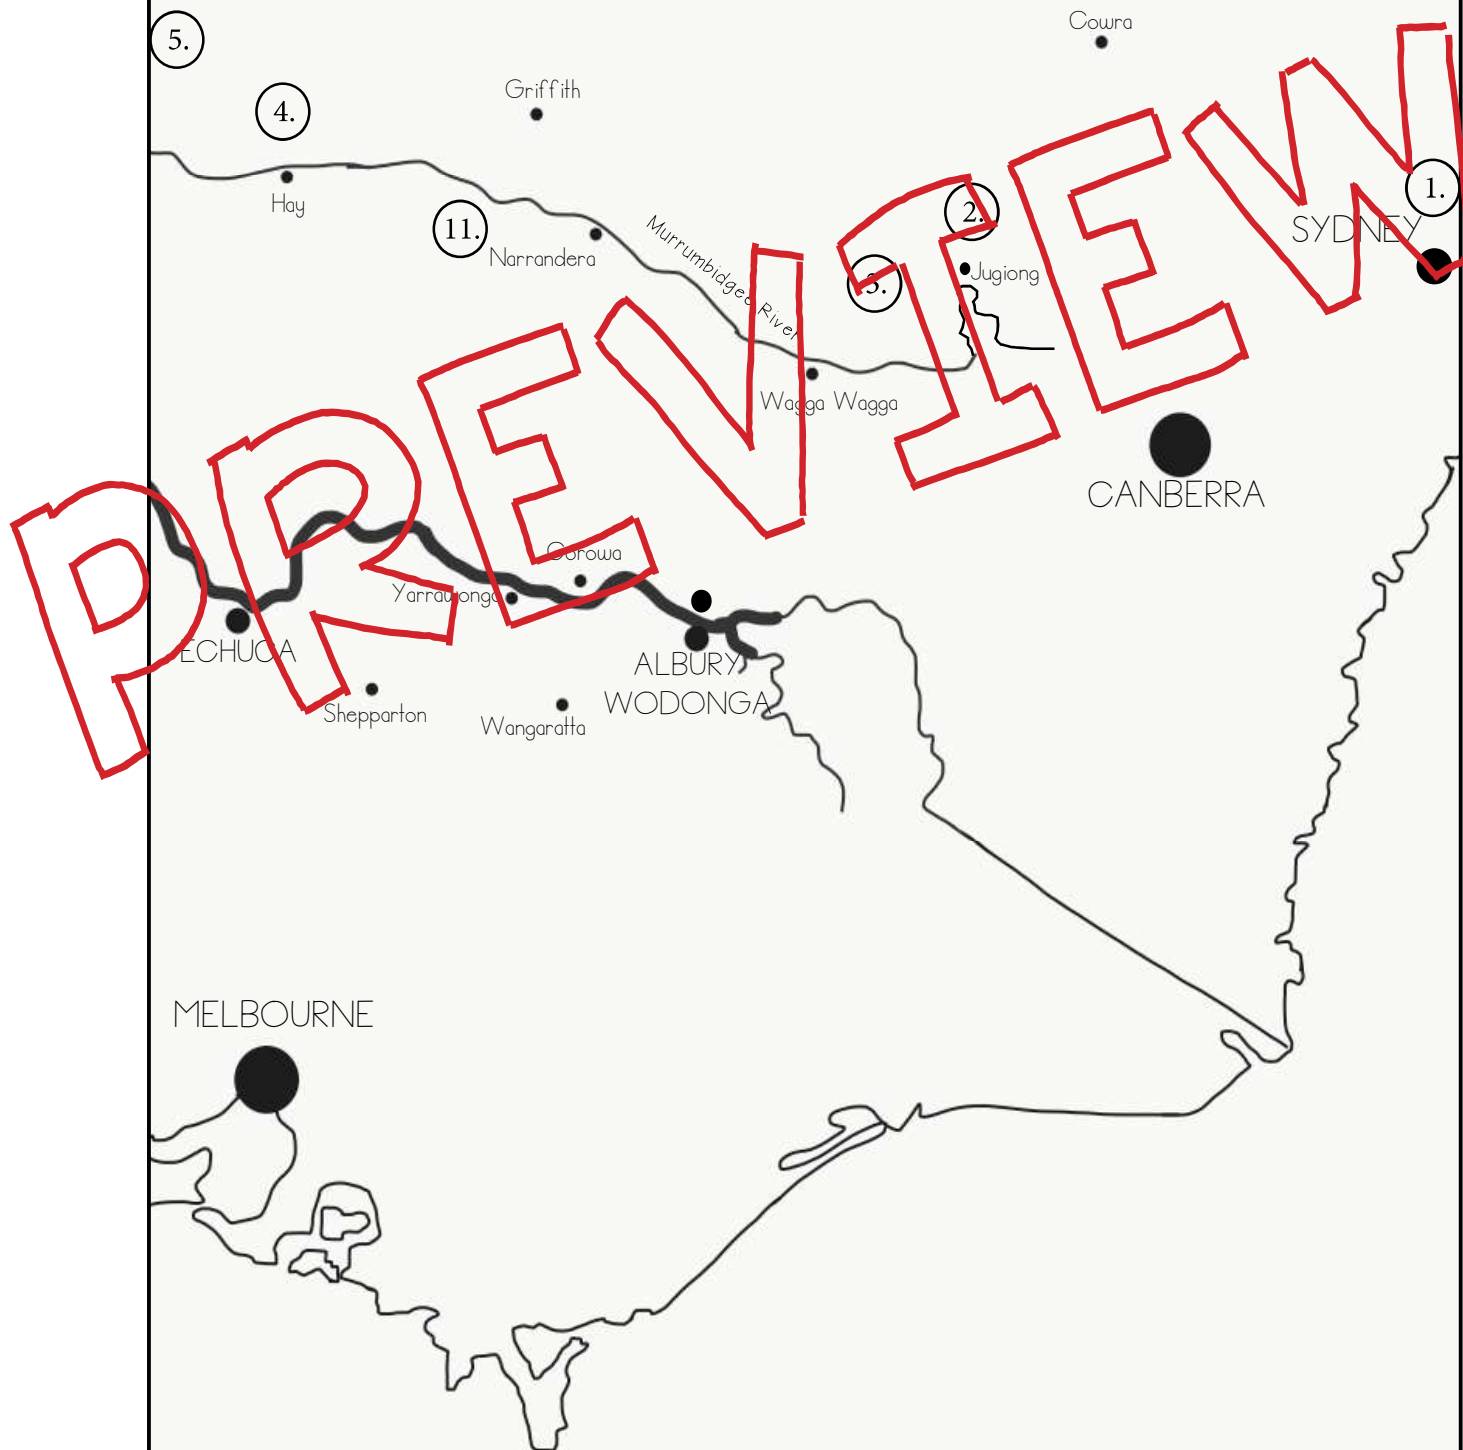 5.
Cowra
Griffith
4.
Hay
11.
Narrandera
Murrumbidgee River
2.
1.
SYDNEY
3.
Jugiong
Wagga Wagga
CANBERRA
PREVIEW
Corowa
Yarrawonga
ECHUCA
ALBURY
WODONGA
Shepparton
Wangaratta
MELBOURNE